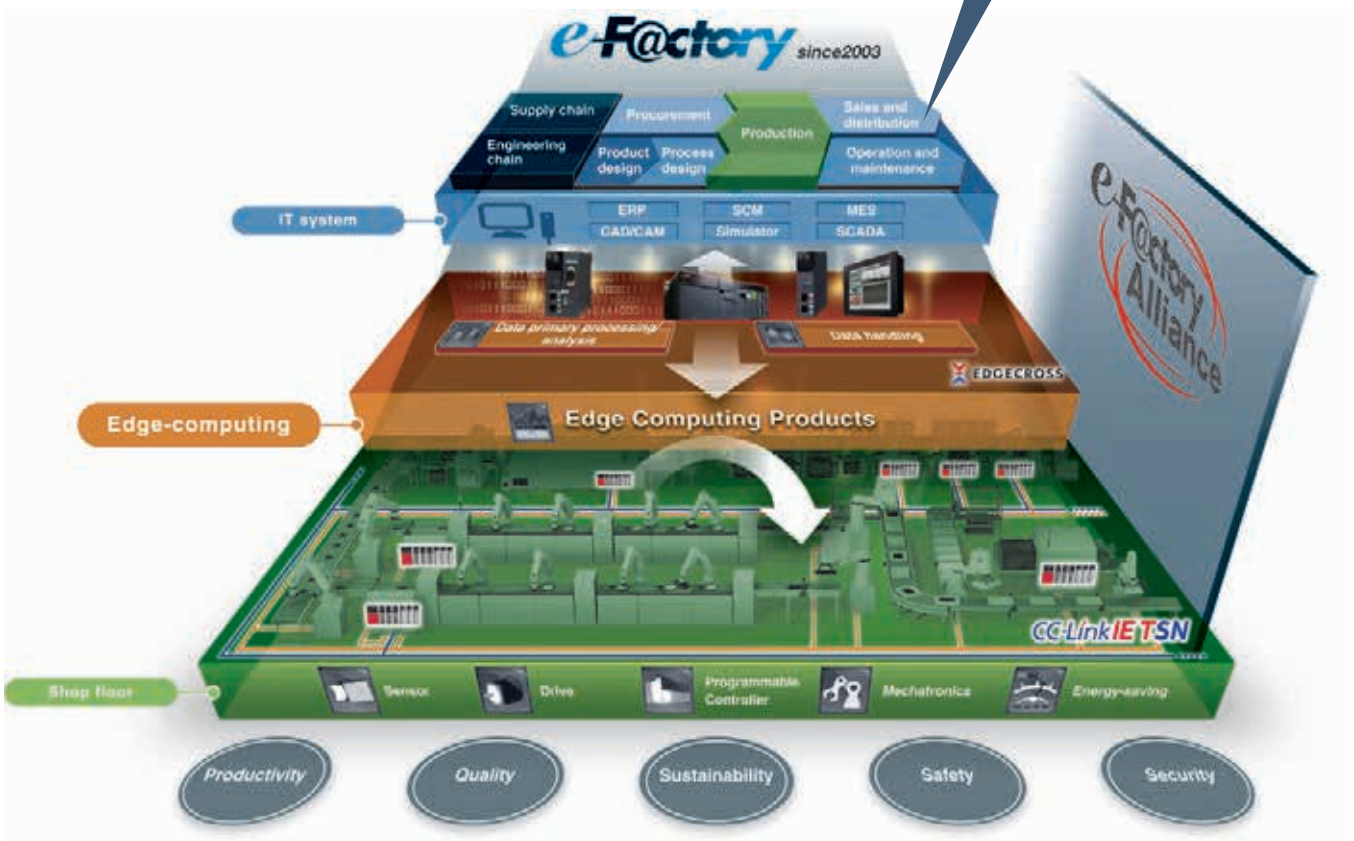 e-F@ctory since2003
Supply chain
Procurement
Production
Sales and
distribution
Engineering
chain
Product
design
Process
design
Operation and
maintenance
IT system
ERP
SCM
MES
CAD/CAM
Simulator
SCADA
Data primary processing/
analysis
Data handling
EDGECROSS
Edge-computing
Edge Computing Products
e-F@ctory
Alliance
CC-Link IE TSN
Shop floor
Sensor
Drive
Programmable
Controller
Mechatronics
Energy-saving
Productivity
Quality
Sustainability
Safety
Security